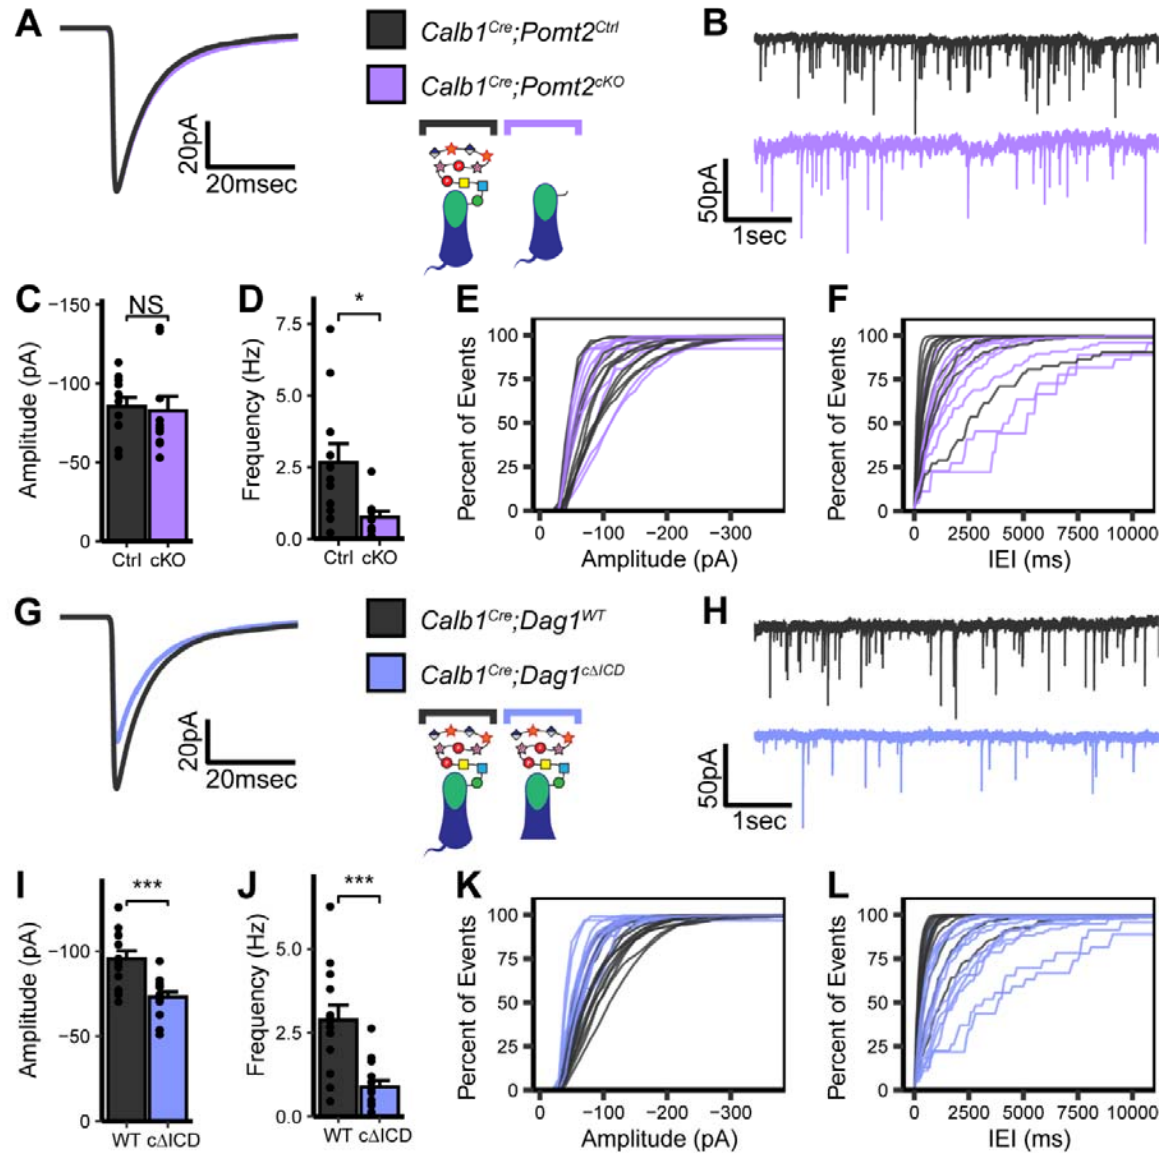 A
Calb1Cre;Pomt2Ctrl
Calb1Cre;Pomt2cKO
20pA
20msec
P
P
B
50pA
1sec
C
NS
Amplitude (pA)
−150
−100
−50
0
Ctrl cKO
D
*
Frequency (Hz)
7.5
5.0
2.5
0.0
Ctrl cKO
E
Percent of Events
100
75
50
25
0
0 −100 −200 −300
Amplitude (pA)
F
Percent of Events
100
75
50
25
0
0 2500 5000 7500 10000
IEI (ms)
G
Calb1Cre;Dag1WT
Calb1Cre;Dag1cΔICD
20pA
20msec
P
P
P
P
H
50pA
1sec
I
***
Amplitude (pA)
−100
−50
0
WT cΔICD
J
***
Frequency (Hz)
5.0
2.5
0.0
WT cΔICD
K
Percent of Events
100
75
50
25
0
0 −100 −200 −300
Amplitude (pA)
L
Percent of Events
100
75
50
25
0
0 2500 5000 7500 10000
IEI (ms)